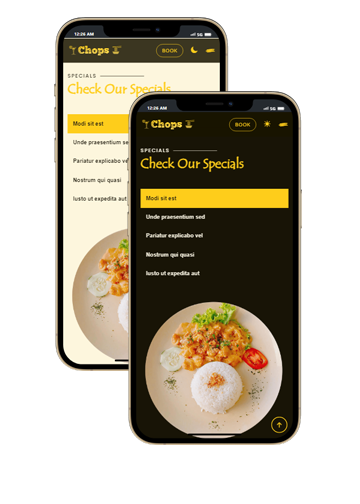 12:26 AM
5G
Chops
BOOK
SPECIALS
Check Our Specials
Modi sit est
Unde praesentium se
Pariatur explicabo ve
Nostrum qui quasi
Iusto ut expedita aut
12:26 AM
5G
Chops
BOOK
SPECIALS
Check Our Specials
Modi sit est
Unde praesentium sed
Pariatur explicabo vel
Nostrum qui quasi
Iusto ut expedita aut